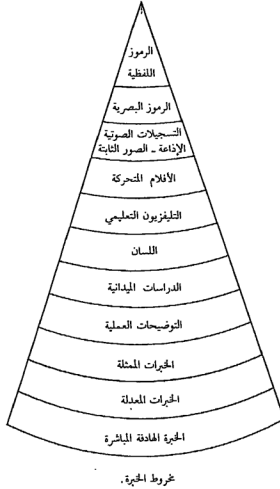 الرموز
اللفظية
الرموز البصرية
التسجيلات الصوتية
الإذاعة - الصور الثابتة
الأفلام المتحركة
التليفزيون التعليمي
اللسان
الدراسات الميدانية
التوضيحات العملية
الخبرات الممثلة
الخبرات المعدلة
الخبرة الهادفة المباشرة
مخروط الخبرة.